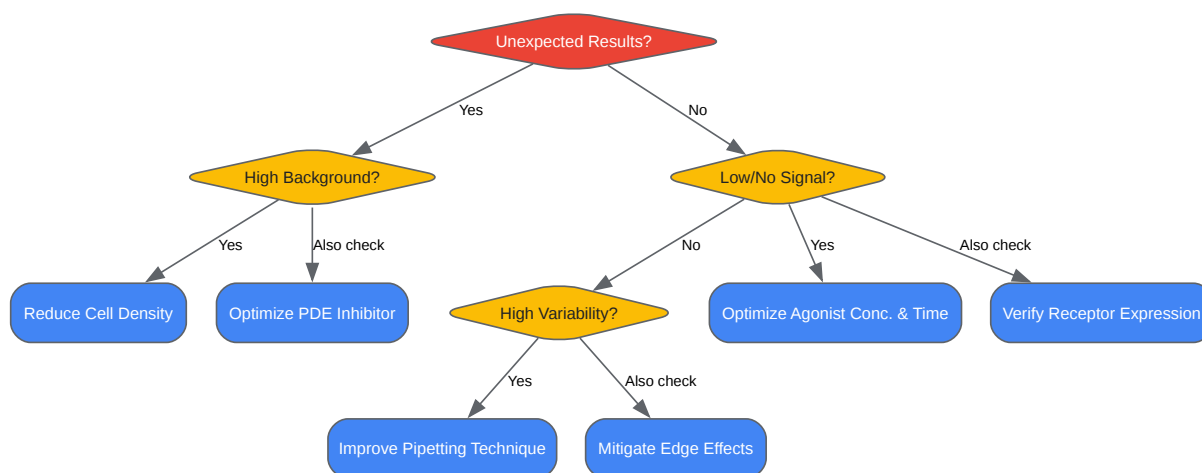 Unexpected Results?
Yes
No
High Background?
Low/No Signal?
Yes
Also check
No
Yes
Also check
Reduce Cell Density
Optimize PDE Inhibitor
High Variability?
Optimize Agonist Conc. & Time
Verify Receptor Expression
Yes
Also check
Improve Pipetting Technique
Mitigate Edge Effects